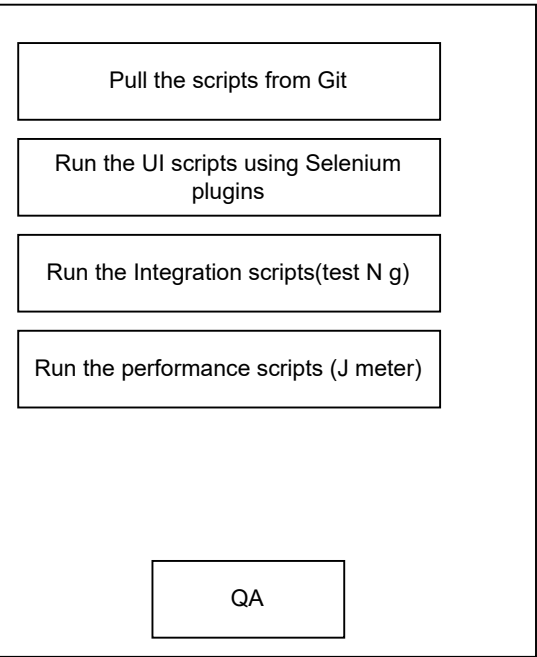 Pull the scripts from Git
Run the UI scripts using Selenium
plugins
Run the Integration scripts(test N g)
Run the performance scripts (J meter)
QA